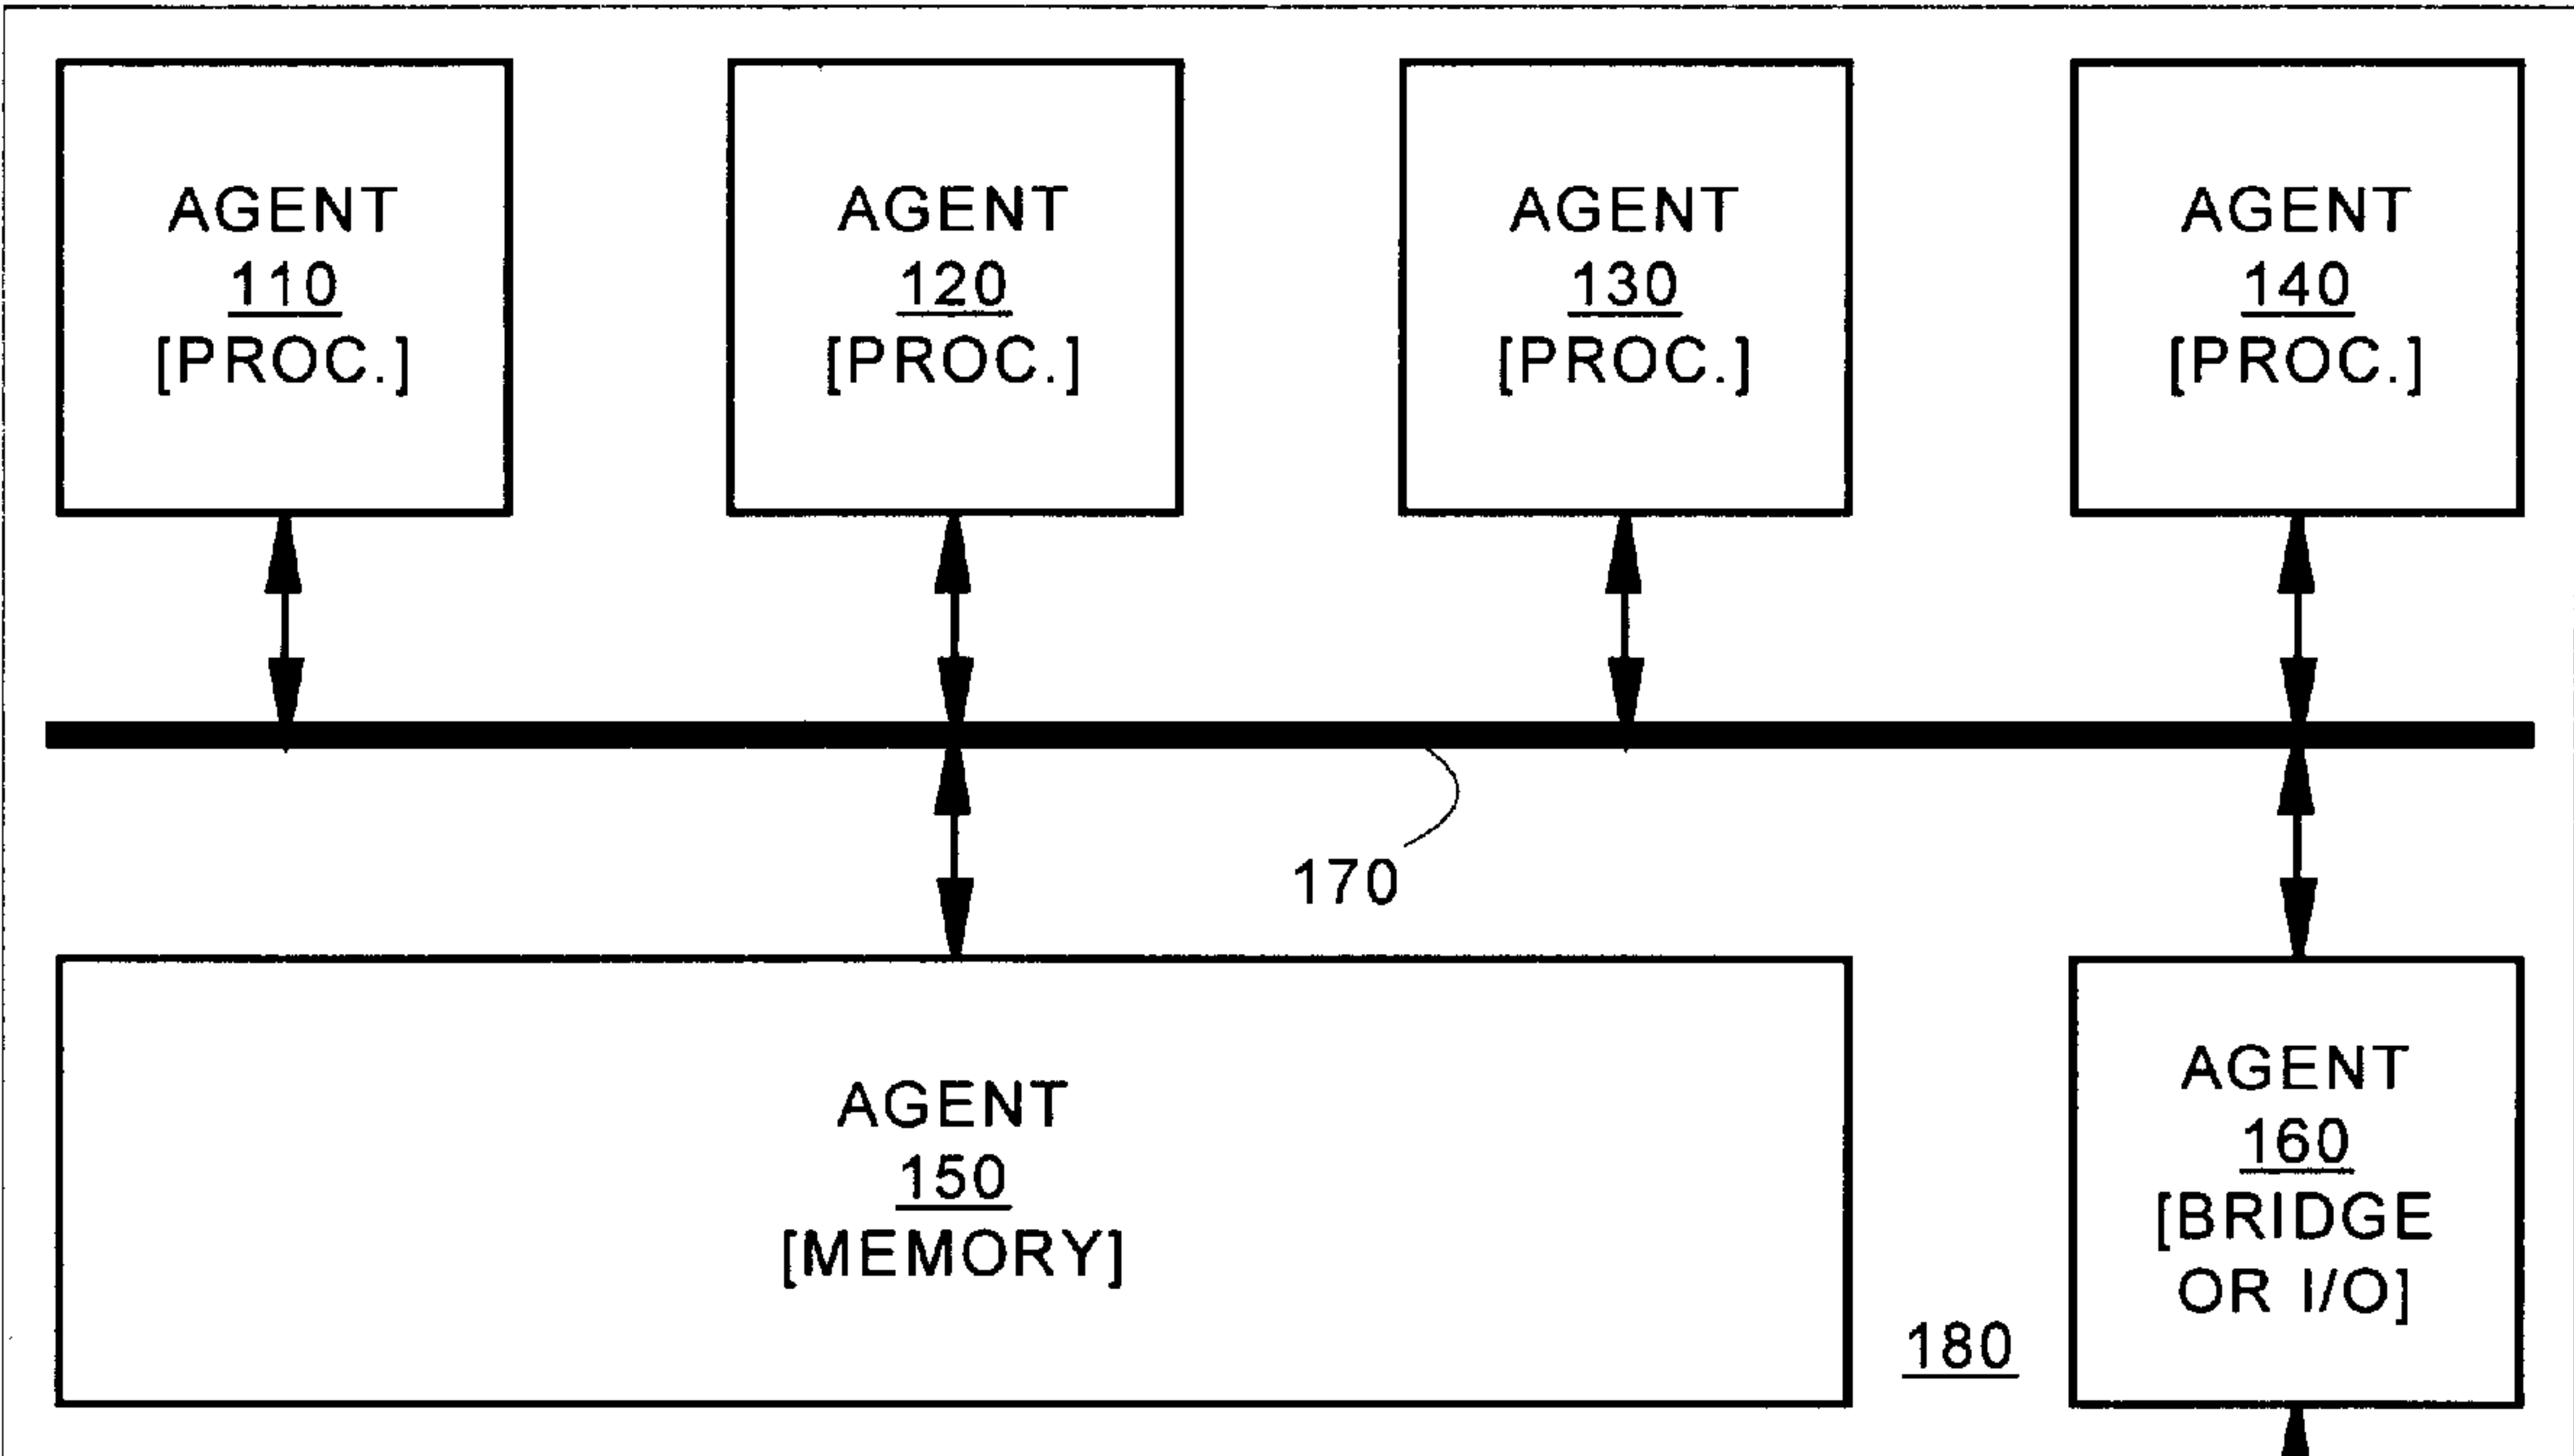 AGENT
110
[PROC.]
AGENT
120
[PROC.]
AGENT
130
[PROC.]
AGENT
140
[PROC.]
170
AGENT
150
[MEMORY]
AGENT
160
[BRIDGE
OR I/O]
180